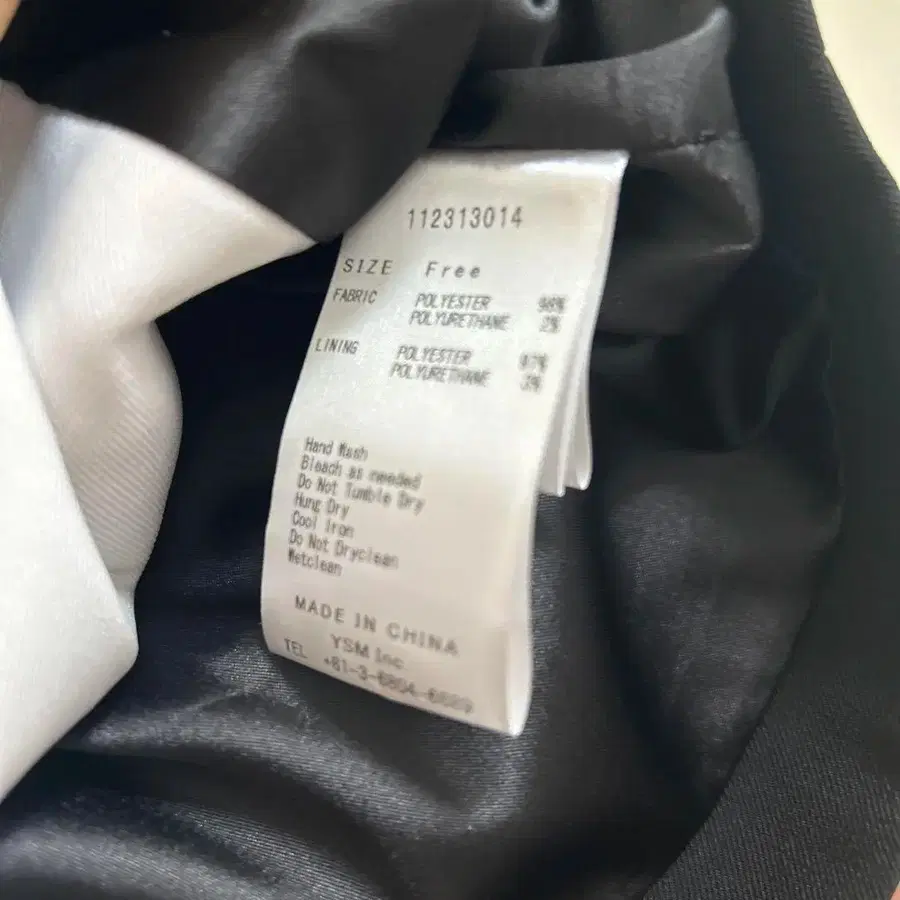 112313014
SIZE Free
FABRIC POLYESTER 98%
POLYURETHANE 2%
LINING POLYESTER 97%
POLYURETHANE 3%
Hand Wash
Bleach as needed
Do Not Tumble Dry
Hung Dry
Cool Iron
Do Not Dryclean
Wetclean
MADE IN CHINA
YSM Inc
TEL